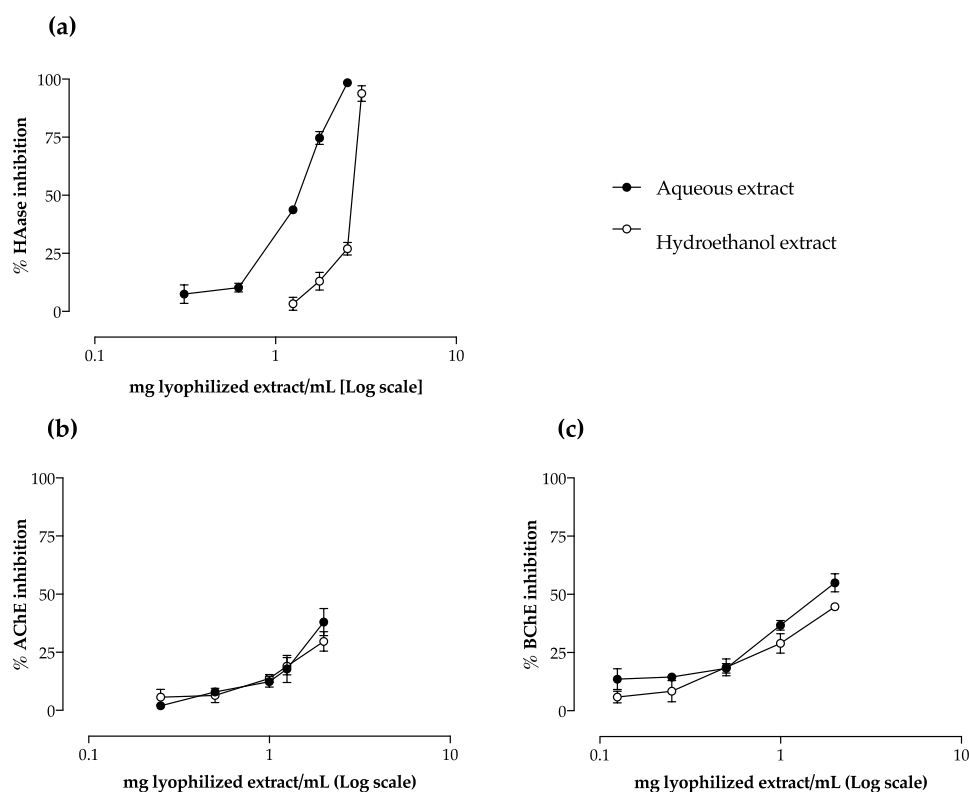 (a)
% HAase inhibition
100
75
50
25
0
0.1 1 10
mg lyophilized extract/mL [Log scale]
Aqueous extract
Hydroethanol extract
(b)
% AChE inhibition
100
75
50
25
0
0.1 1 10
mg lyophilized extract/mL (Log scale)
(c)
% BChE inhibition
100
75
50
25
0
0.1 1 10
mg lyophilized extract/mL (Log scale)